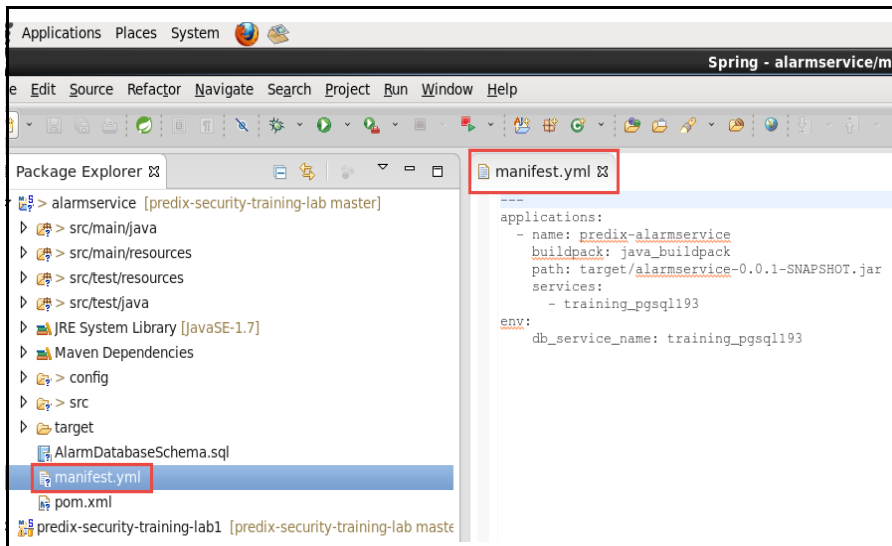 Applications Places System
Spring - alarmservice/m
e Edit Source Refactor Navigate Search Project Run Window Help
Package Explorer
manifest.yml
> alarmservice [predix-security-training-lab master]
> src/main/java
> src/main/resources
> src/test/resources
> src/test/java
JRE System Library [JavaSE-1.7]
Maven Dependencies
> config
> src
target
AlarmDatabaseSchema.sql
manifest.yml
pom.xml
predix-security-training-lab1 [predix-security-training-lab maste
---
applications:
- name: predix-alarmservice
buildpack: java_buildpack
path: target/alarmservice-0.0.1-SNAPSHOT.jar
services:
- training_pgsql193
env:
db_service_name: training_pgsql193